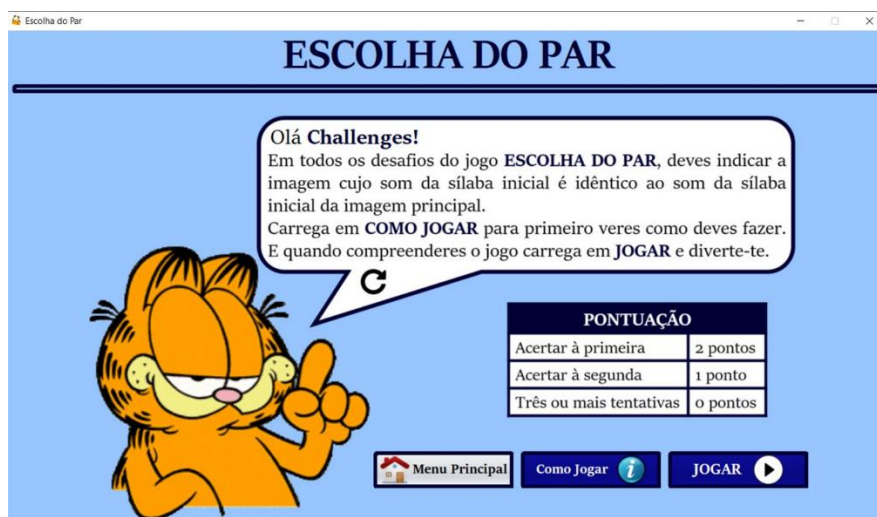 Escolha do Par
ESCOLHA DO PAR
Olá Challenges!
Em todos os desafios do jogo ESCOLHA DO PAR, deves indicar a
imagem cujo som da sílaba inicial é idêntico ao som da sílaba
inicial da imagem principal.
Carrega em COMO JOGAR para primeiro veres como deves fazer.
E quando compreenderes o jogo carrega em JOGAR e diverte-te.
PONTUAÇÃO
Acertar à primeira 2 pontos
Acertar à segunda 1 ponto
Três ou mais tentativas 0 pontos
Menu Principal
Como Jogar i
JOGAR